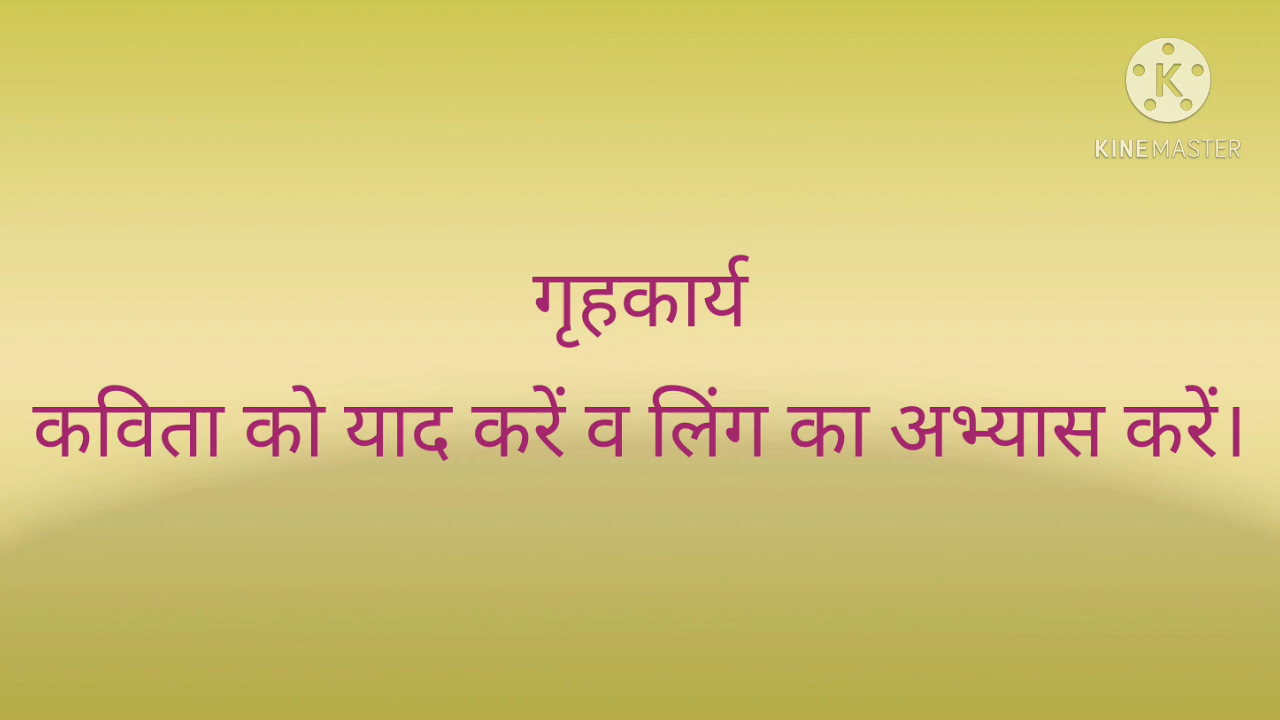 K
KINEMASTER
गृहकार्य
कविता को याद करें व लिंग का अभ्यास करें।